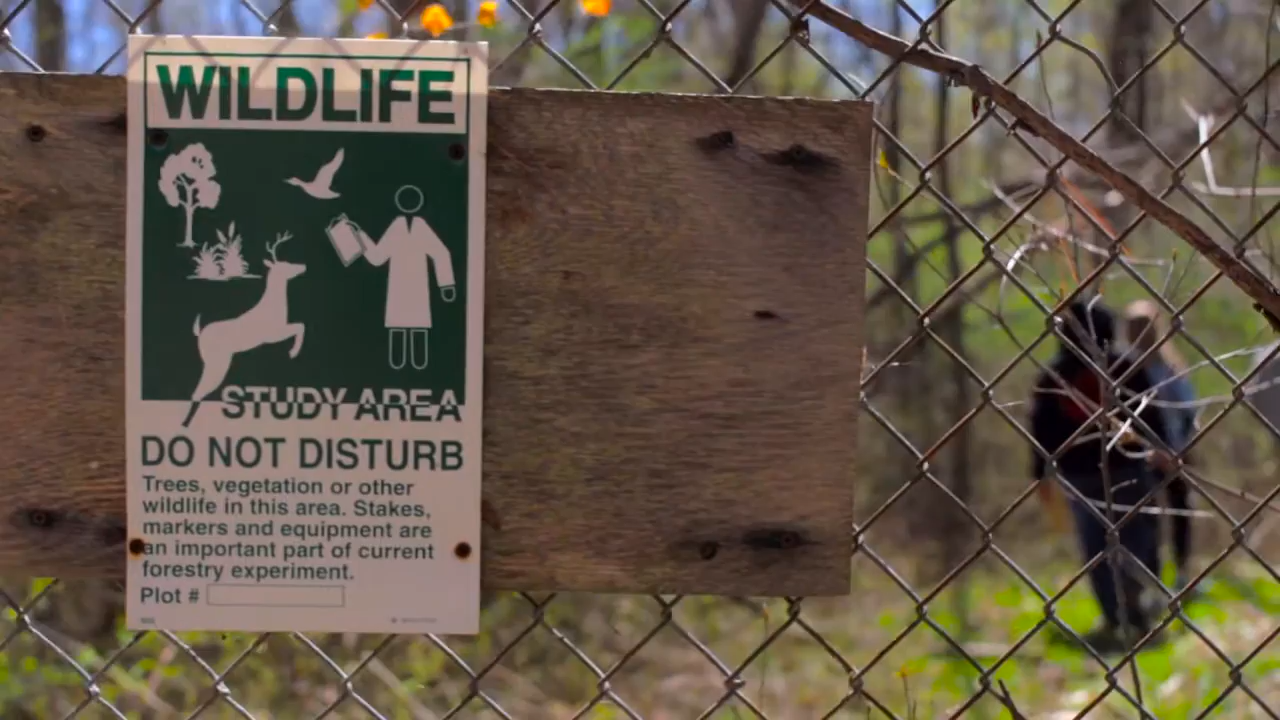 WILDLIFE
STUDY AREA
DO NOT DISTURB
Trees, vegetation or other
wildlife in this area. Stakes,
markers and equipment are
an important part of current
forestry experiment.
Plot #